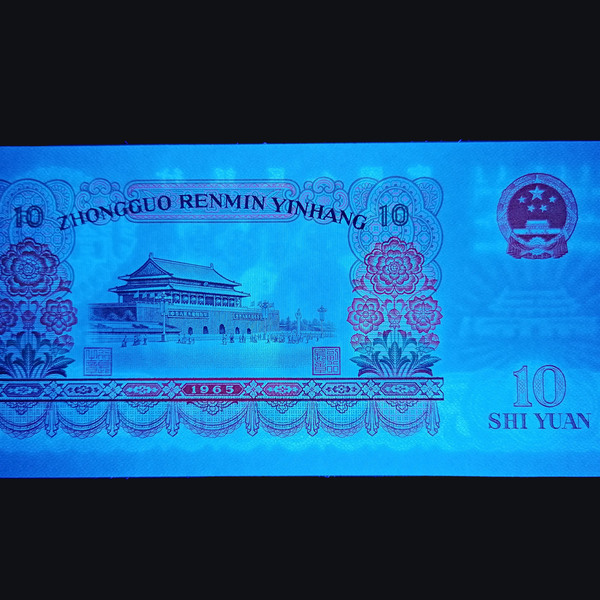 10 ZHONGGUO RENMIN YINHANG 10
1965
10
SHI YUAN